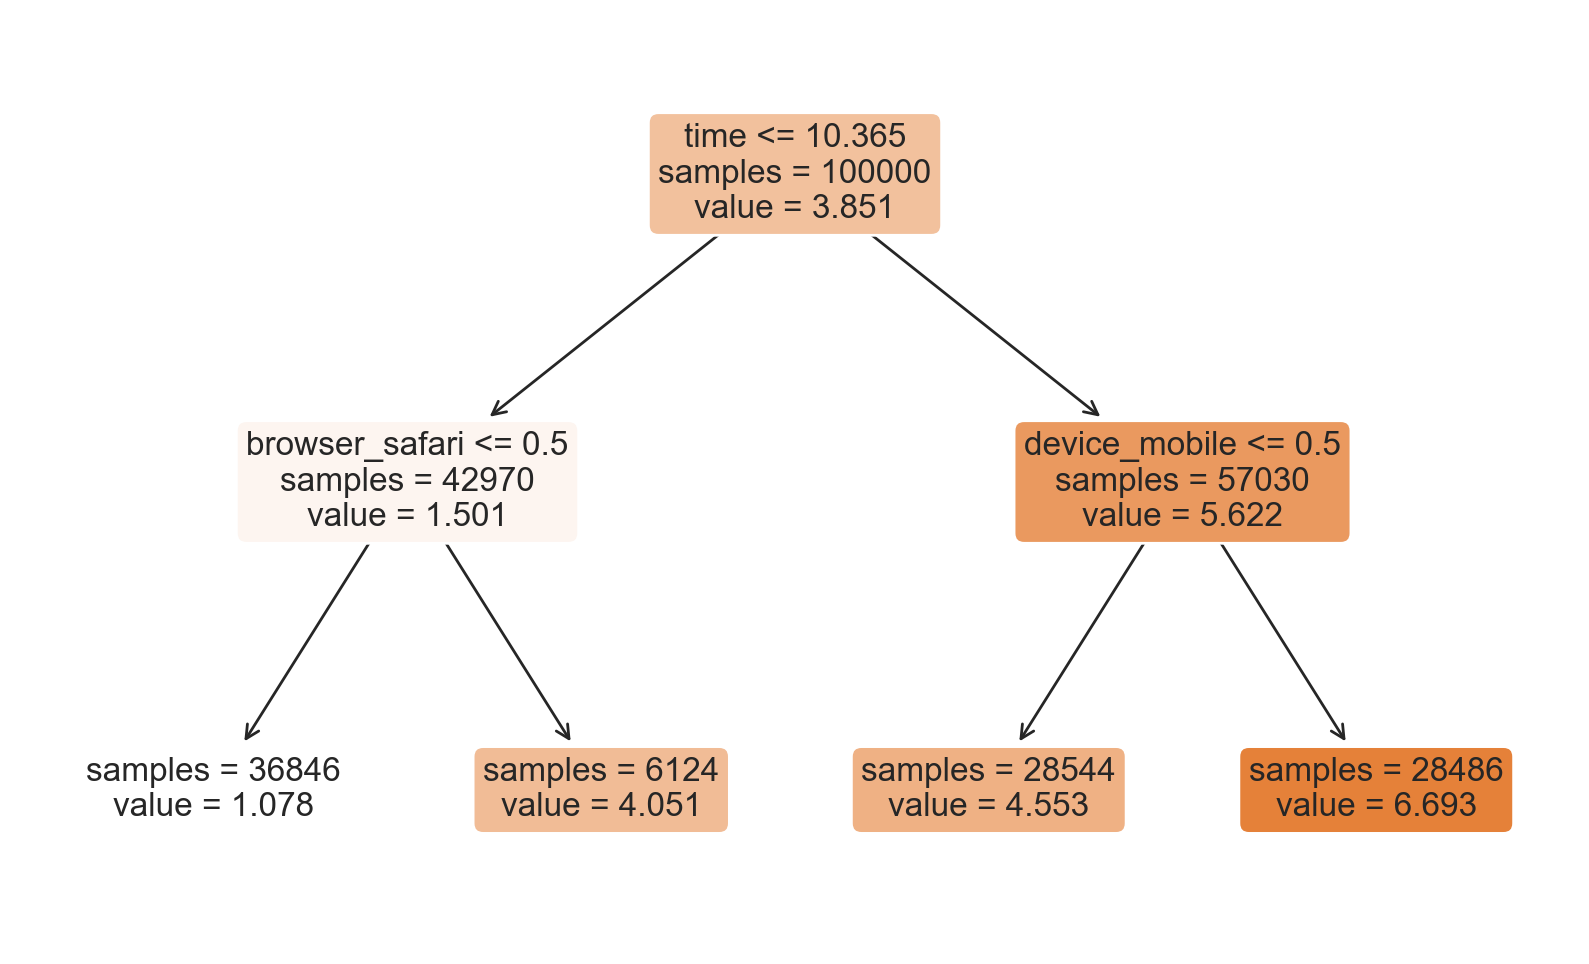 time <= 10.365
samples = 100000
value = 3.851
browser_safari <= 0.5
samples = 42970
value = 1.501
device_mobile <= 0.5
samples = 57030
value = 5.622
samples = 36846
value = 1.078
samples = 6124
value = 4.051
samples = 28544
value = 4.553
samples = 28486
value = 6.693